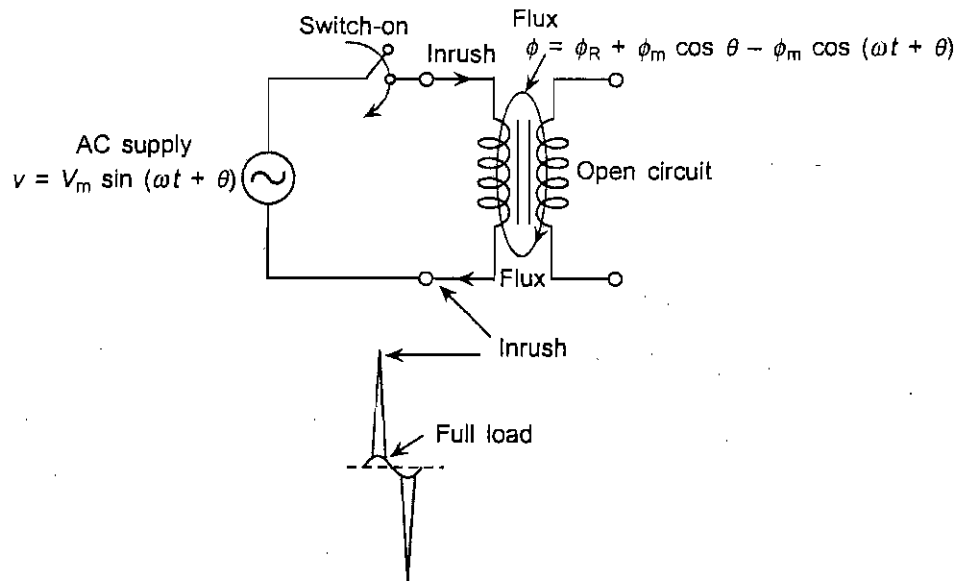 Switch-on
Flux
ϕ = ϕR + ϕm cos θ – ϕm cos (ωt + θ)
Inrush
AC supply
v = Vm sin (ωt + θ)
Open circuit
Flux
Inrush
Full load